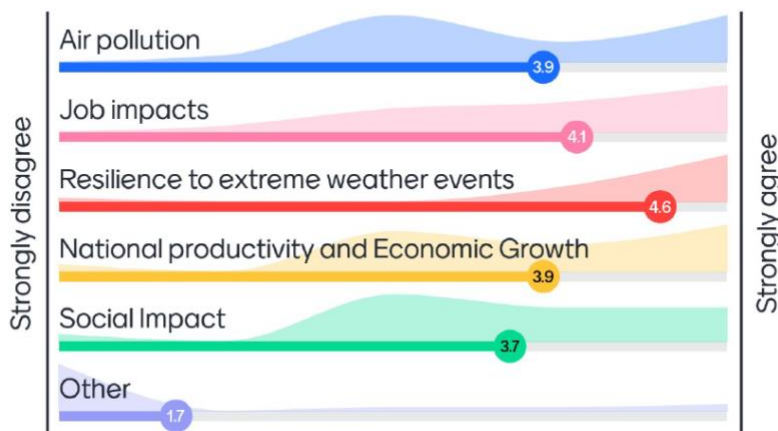 Strongly disagree
Air pollution
3.9
Job impacts
4.1
Resilience to extreme weather events
4.6
National productivity and Economic Growth
3.9
Social Impact
3.7
Other
1.7
Strongly agree